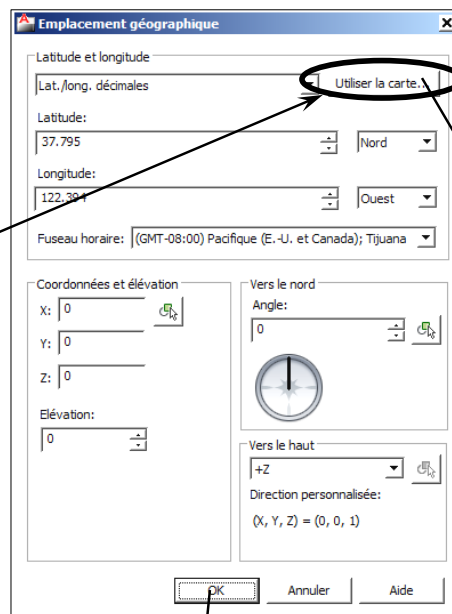 Emplacement géographique
Latitude et longitude
Lat./long. décimales
Utiliser la carte...
Latitude:
37.795
Nord
Longitude:
122.394
Ouest
Fuseau horaire: (GMT-08:00) Pacifique (E.-U. et Canada); Tijuana
Coordonnées et élévation
X: 0
Y: 0
Z: 0
Elévation:
0
Vers le nord
Angle:
0
Vers le haut
+Z
Direction personnalisée:
(X, Y, Z) = (0, 0, 1)
OK
Annuler
Aide